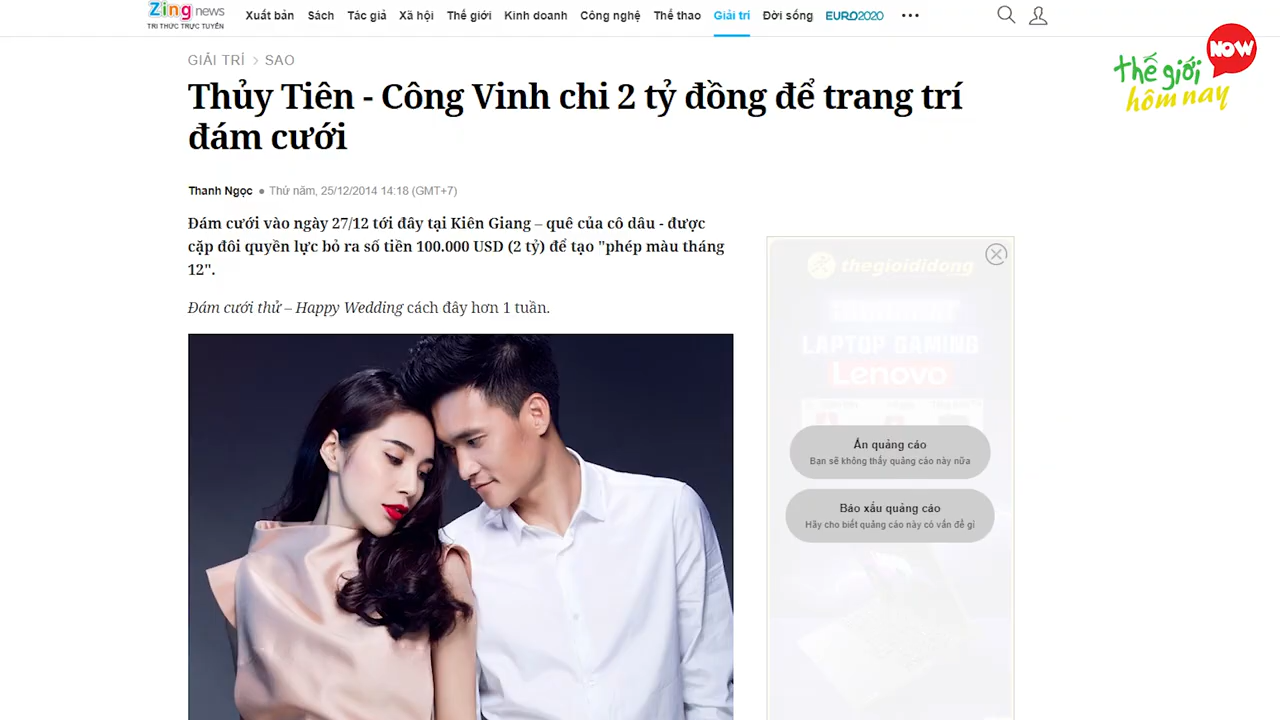 Zing news
TRI THỨC TRỰC TUYẾN
Xuất bản Sách Tác giả Xã hội Thế giới Kinh doanh Công nghệ Thể thao Giải trí Đời sống EURO2020
NOW
thế giới
hôm nay
GIẢI TRÍ > SAO
Thủy Tiên - Công Vinh chi 2 tỷ đồng để trang trí
đám cưới
Thanh Ngọc • Thứ năm, 25/12/2014 14:18 (GMT+7)
Đám cưới vào ngày 27/12 tới đây tại Kiên Giang – quê của cô dâu - được
cặp đôi quyền lực bỏ ra số tiền 100.000 USD (2 tỷ) để tạo "phép màu tháng
12".
Đám cưới thử – Happy Wedding cách đây hơn 1 tuần.
thegioididong
LAPTOP GAMING
Lenovo
Ẩn quảng cáo
Bạn sẽ không thấy quảng cáo này nữa
Báo xấu quảng cáo
Hãy cho biết quảng cáo này có vấn đề gì